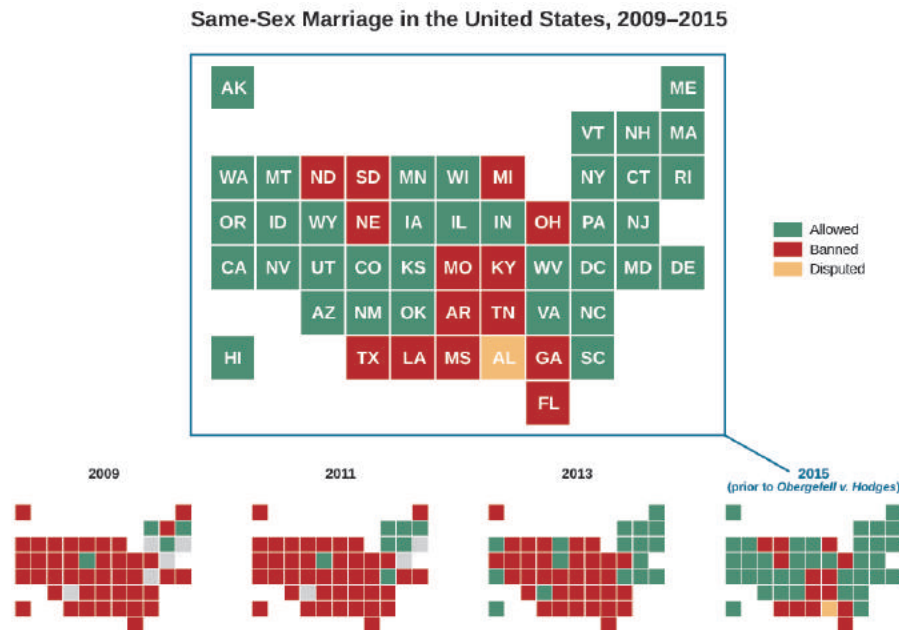 Same-Sex Marriage in the United States, 2009–2015
AK ME
VT NH MA
WA MT ND SD MN WI MI NY CT RI
OR ID WY NE IA IL IN OH PA NJ
CA NV UT CO KS MO KY WV DC MD DE
AZ NM OK AR TN VA NC
HI TX LA MS AL GA SC
FL
Allowed
Banned
Disputed
2009 2011 2013 2015
(prior to Obergefell v. Hodges)